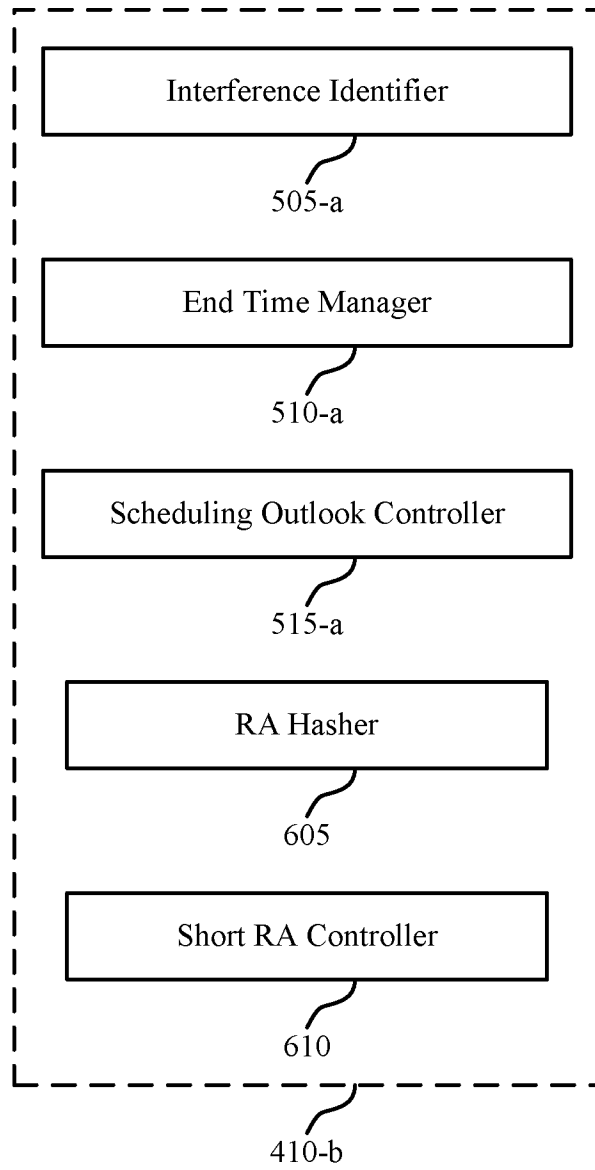 Interference Identifier
505-a
End Time Manager
510-a
Scheduling Outlook Controller
515-a
RA Hasher
605
Short RA Controller
610
410-b